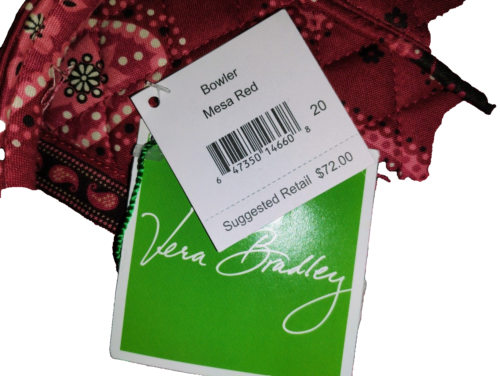 Bowler
Mesa Red
20
6 47350 14660 8
Suggested Retail $72.00
Vera Bradley